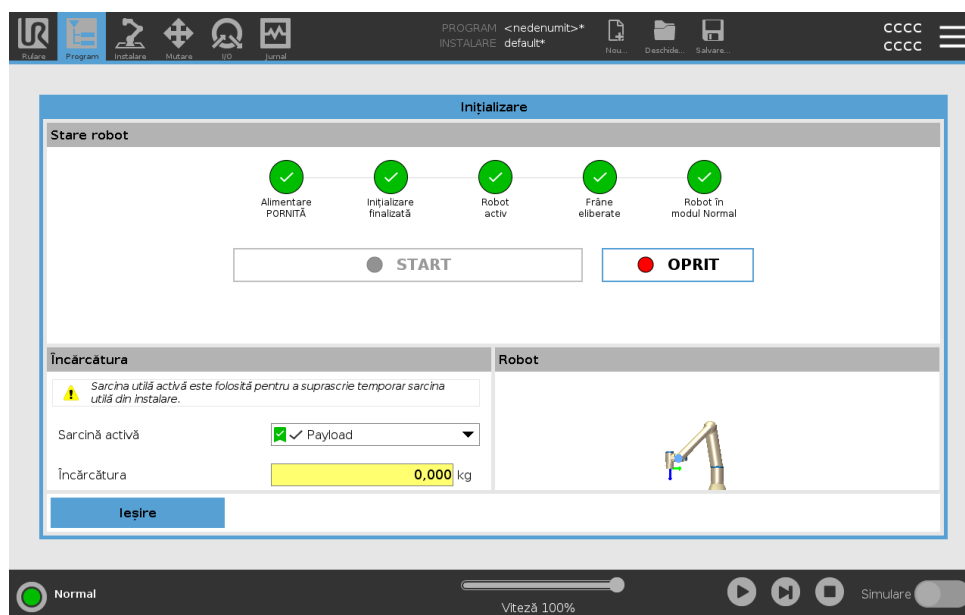 UR
PROGRAM <nedenumit>*
INSTALARE default*
cccc
cccc
Rulare Program Instalare Mutare I/O Jurnal
Nou... Deschide... Salvare...
Inițializare
Stare robot
Alimentare
PORNITĂ
Inițializare
finalizată
Robot
activ
Frâne
eliberate
Robot în
modul Normal
START
OPRIT
Încărcătura
Robot
Sarcina utilă activă este folosită pentru a suprascrie temporar sarcina
utilă din instalare.
Sarcină activă
Payload
Încărcătura
0,000 kg
Ieșire
Normal
Viteză 100%
Simulare